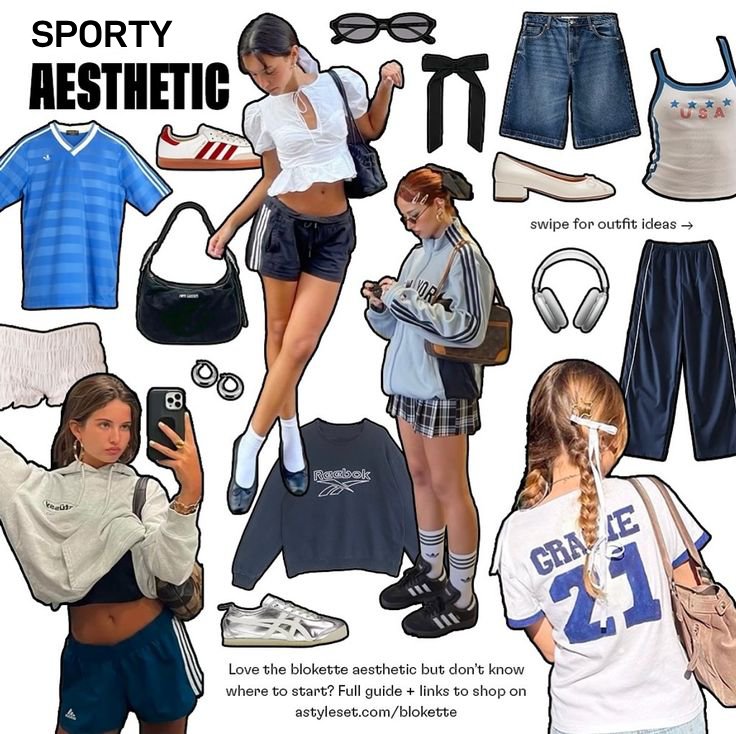 SPORTY
AESTHETIC
USA
swipe for outfit ideas →
Reebok
21
Love the blokette aesthetic but don't know
where to start? Full guide + links to shop on
astyleset.com/blokette